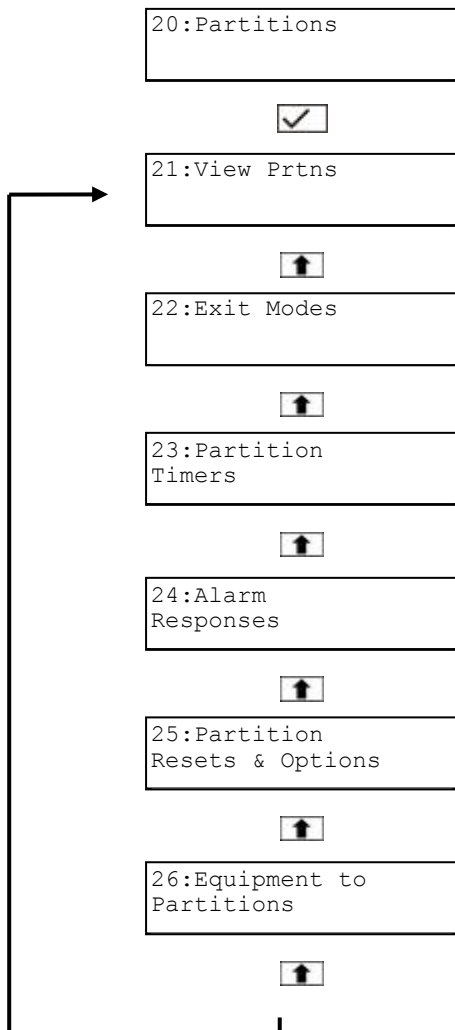 20:Partitions
21:View Prtns
22:Exit Modes
23:Partition
Timers
24:Alarm
Responses
25:Partition
Resets & Options
26:Equipment to
Partitions